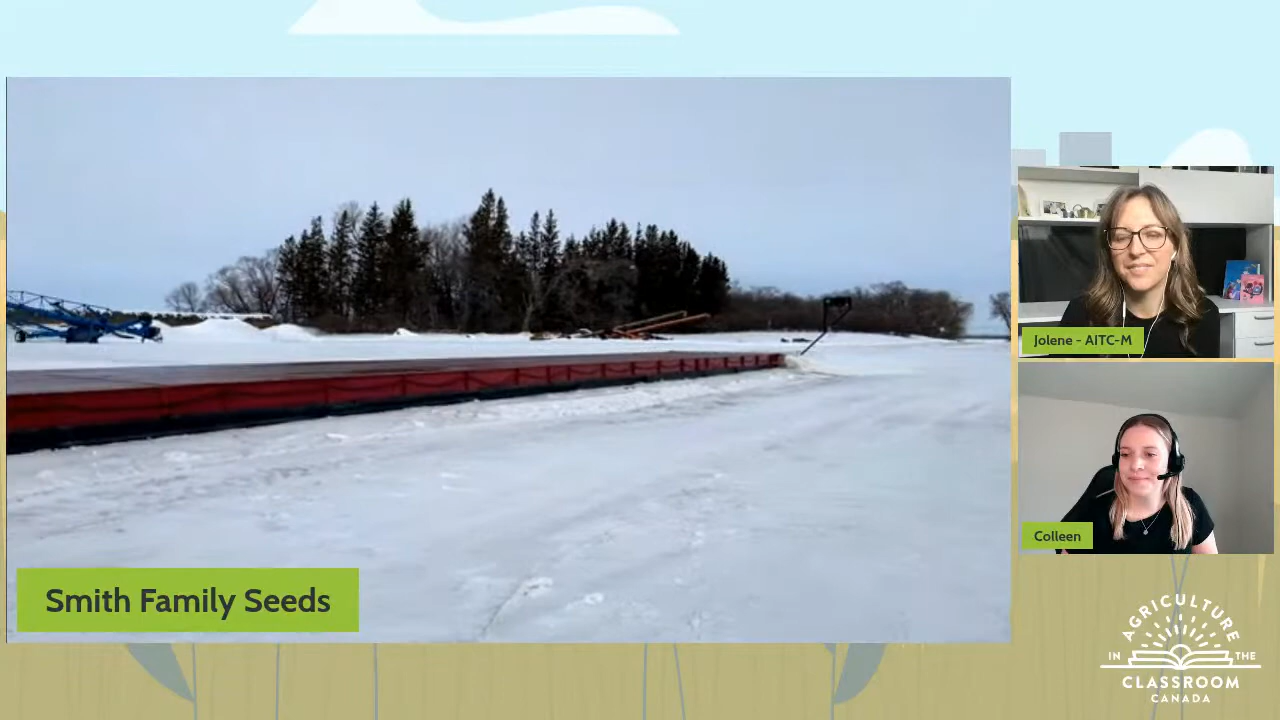 Jolene - AITC-M
Colleen
Smith Family Seeds
AGRICULTURE
IN THE
CLASSROOM
CANADA